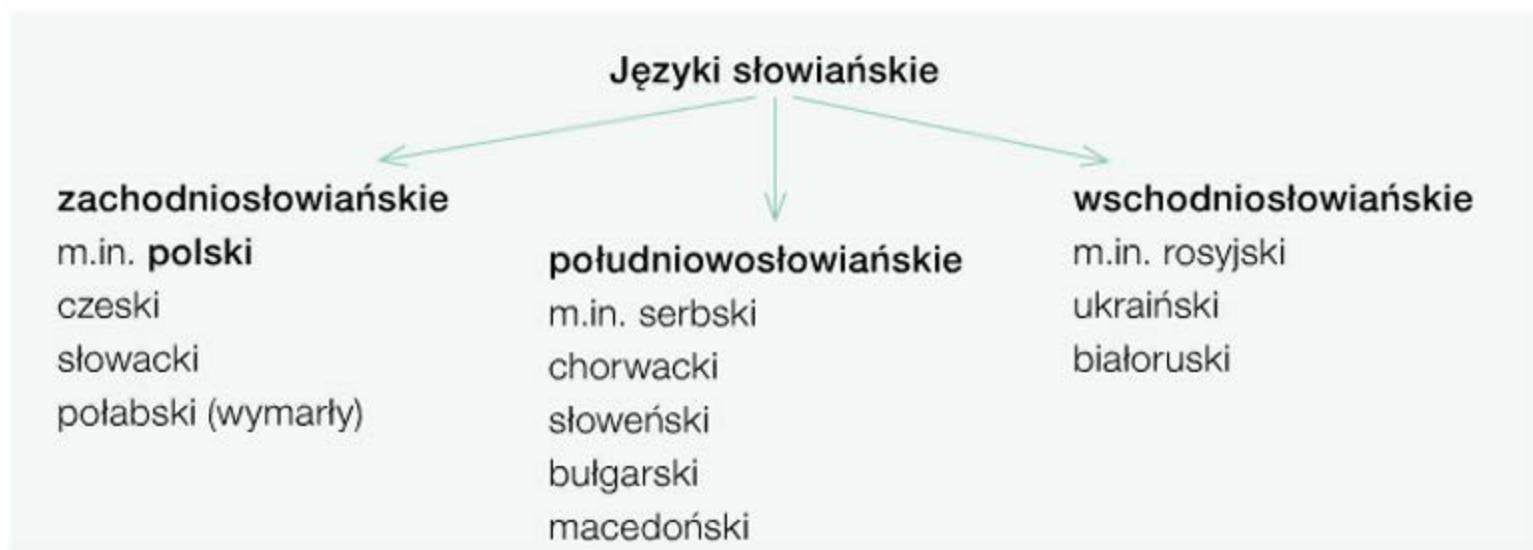 Języki słowiańskie
zachodniosłowiańskie
m.in. polski
czeski
słowacki
połabski (wymarły)
południowosłowiańskie
m.in. serbski
chorwacki
słoweński
bułgarski
macedoński
wschodniosłowiańskie
m.in. rosyjski
ukraiński
białoruski